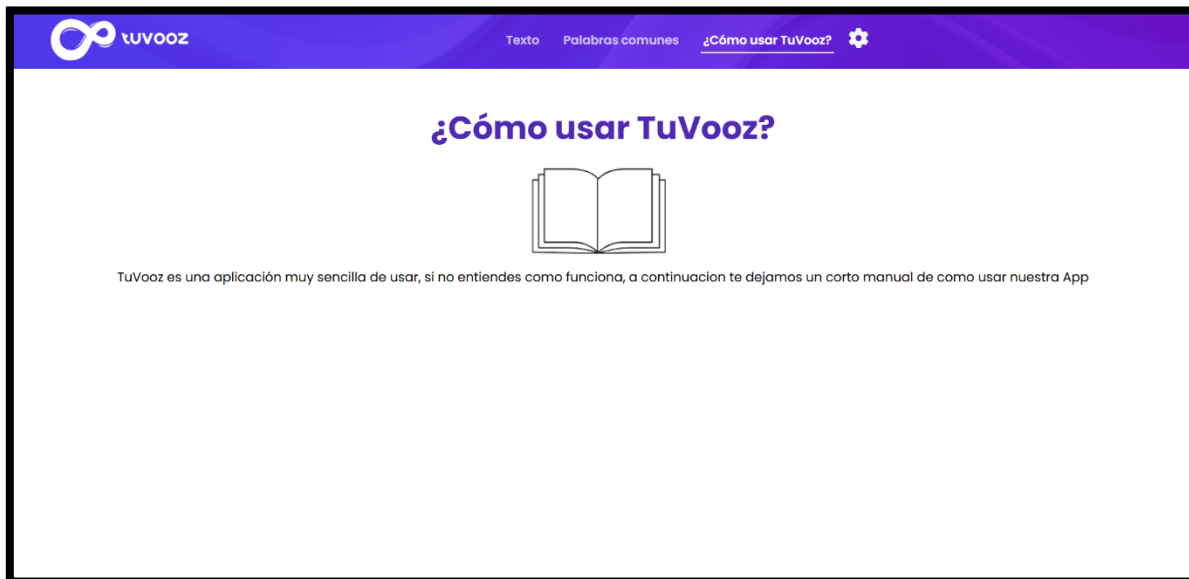 tuvooz
Texto Palabras comunes ¿Cómo usar TuVooz?
¿Cómo usar TuVooz?
TuVooz es una aplicación muy sencilla de usar, si no entiendes como funciona, a continuacion te dejamos un corto manual de como usar nuestra App